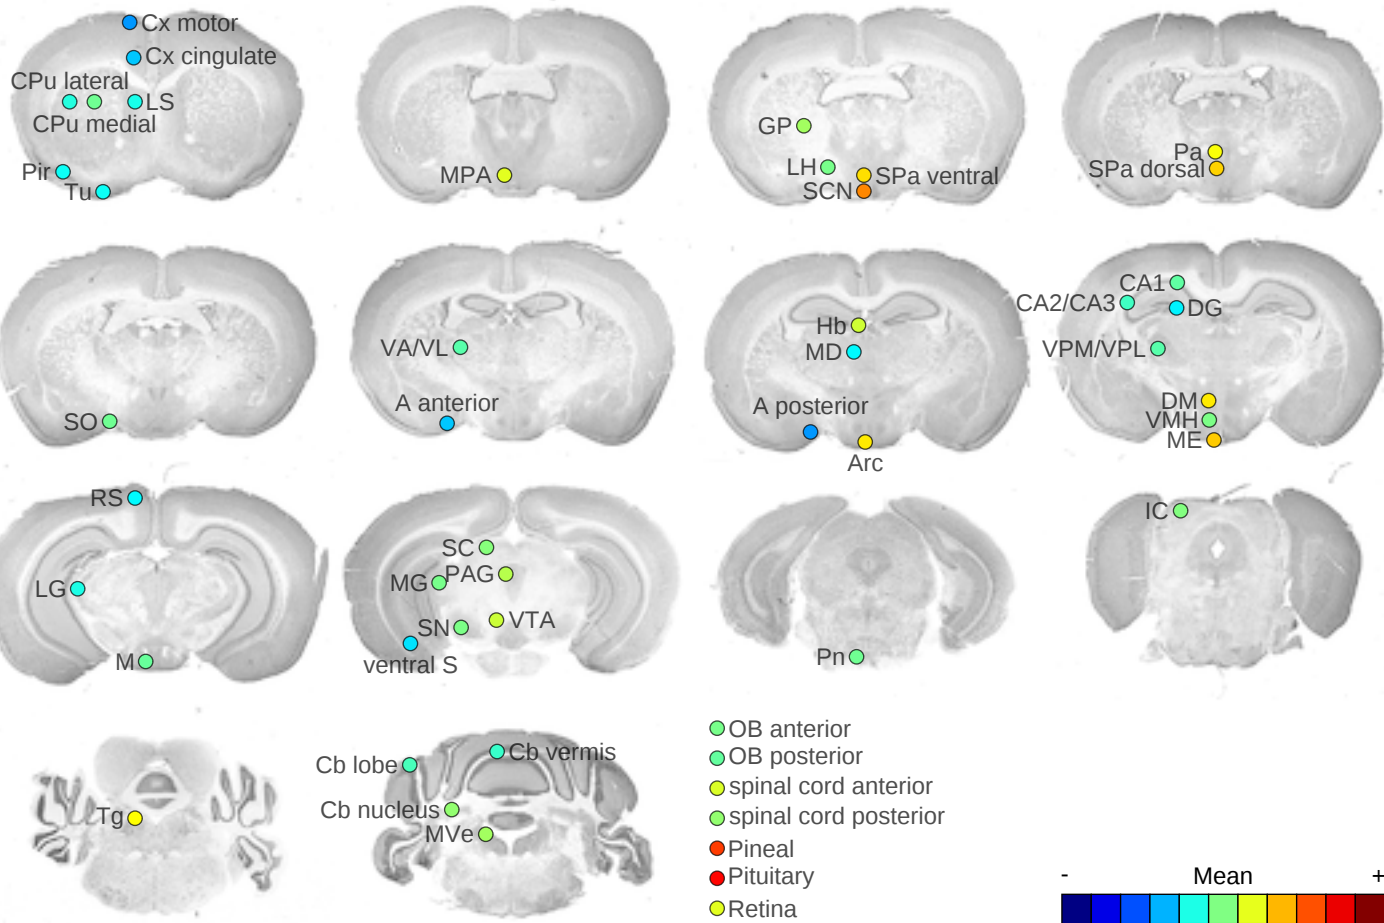 Cx motor
Cx cingulate
CPu lateral
LS
CPu medial
Pir
Tu
MPA
GP
LH
SPa ventral
SCN
Pa
SPa dorsal
SO
VA/VL
A anterior
Hb
MD
A posterior
Arc
CA1
CA2/CA3
DG
VPM/VPL
DM
VMH
ME
RS
LG
M
SC
MG
PAG
SN
VTA
ventral S
Pn
IC
Tg
Cb lobe
Cb vermis
Cb nucleus
MVe
OB anterior
OB posterior
spinal cord anterior
spinal cord posterior
Pineal
Pituitary
Retina
- Mean +